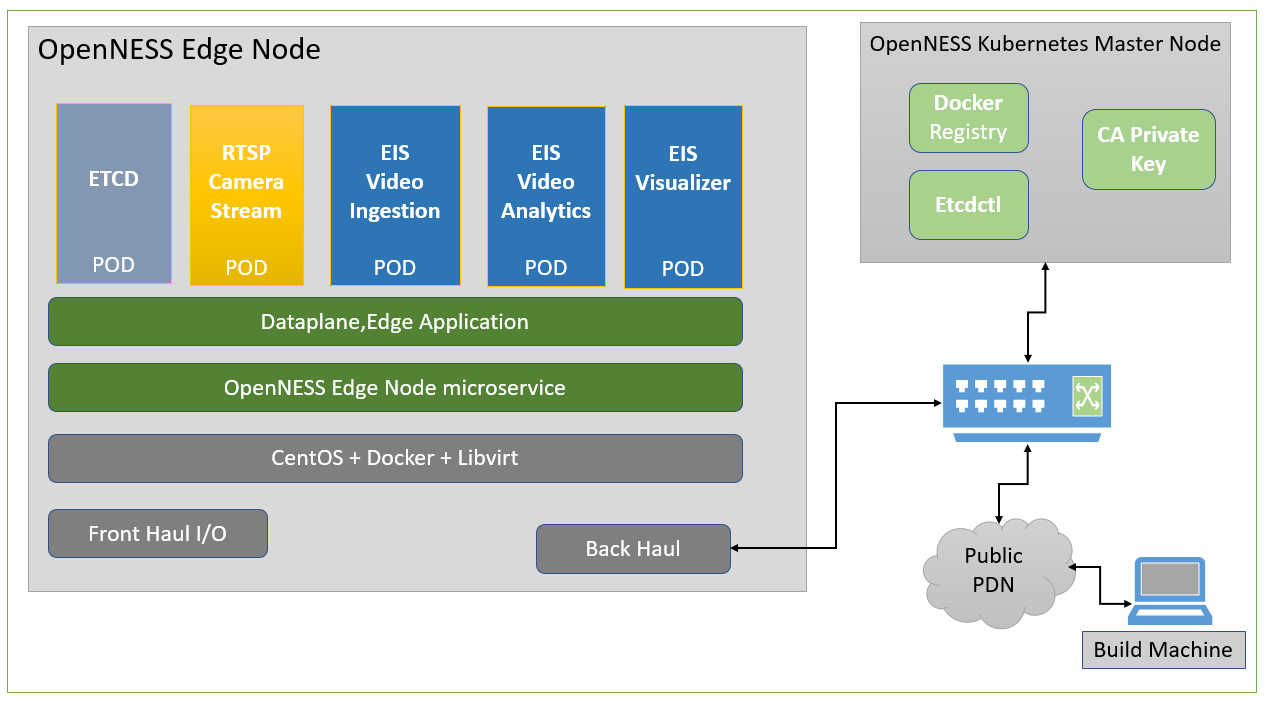 OpenNESS Edge Node
ETCD
POD
RTSP
Camera
Stream
POD
EIS
Video
Ingestion
POD
EIS
Video
Analytics
POD
EIS
Visualizer
POD
Dataplane,Edge Application
OpenNESS Edge Node microservice
CentOS + Docker + Libvirt
Front Haul I/O
Back Haul
OpenNESS Kubernetes Master Node
Docker
Registry
Etcdctl
CA Private
Key
Public
PDN
Build Machine